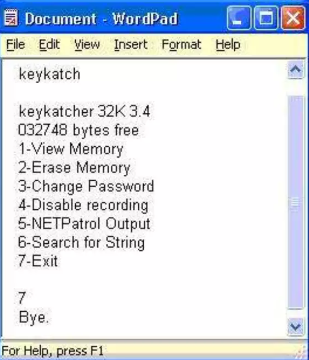 Document - WordPad
File Edit View Insert Format Help
keykatch
keykatcher 32K 3.4
032748 bytes free
1-View Memory
2-Erase Memory
3-Change Password
4-Disable recording
5-NETPatrol Output
6-Search for String
7-Exit
7
Bye.
For Help, press F1